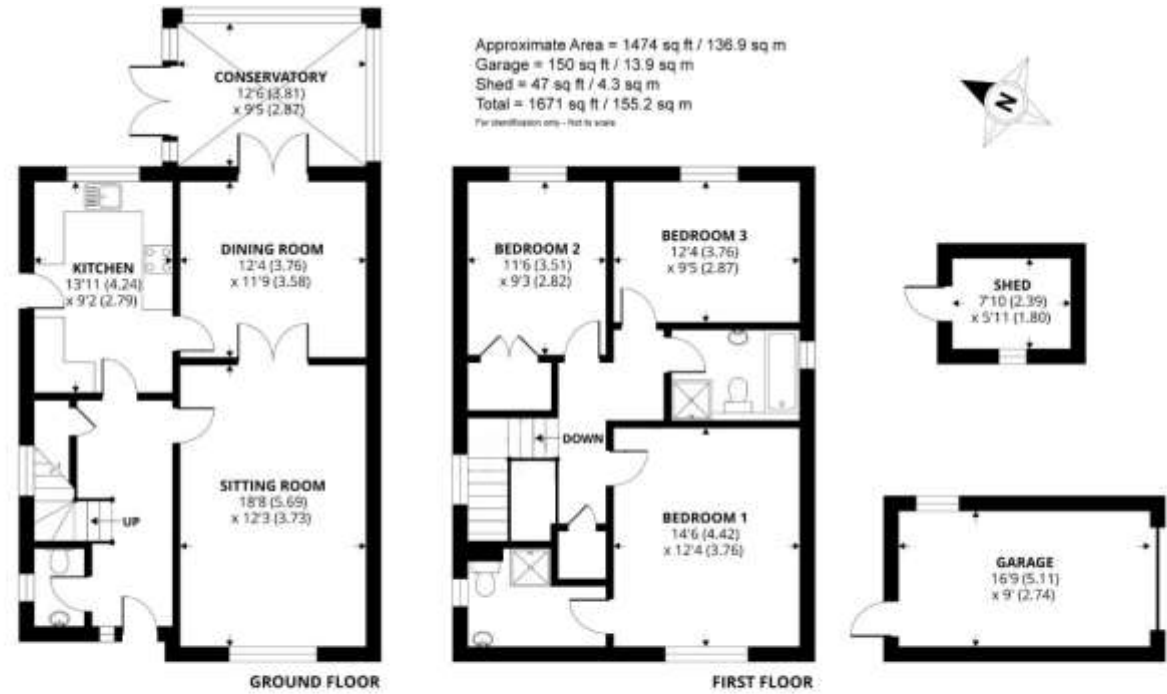 Approximate Area = 1474 sq ft / 136.9 sq m
Garage = 150 sq ft / 13.9 sq m
Shed = 47 sq ft / 4.3 sq m
Total = 1671 sq ft / 155.2 sq m
For identification only - Not to scale
N
CONSERVATORY
12'6 (3.81)
x 9'5 (2.87)
KITCHEN
13'11 (4.24)
x 9'2 (2.79)
DINING ROOM
12'4 (3.76)
x 11'9 (3.58)
SITTING ROOM
18'8 (5.69)
x 12'3 (3.73)
UP
GROUND FLOOR
BEDROOM 2
11'6 (3.51)
x 9'3 (2.82)
BEDROOM 3
12'4 (3.76)
x 9'5 (2.87)
DOWN
BEDROOM 1
14'6 (4.42)
x 12'4 (3.76)
FIRST FLOOR
SHED
7'10 (2.39)
x 5'11 (1.80)
GARAGE
16'9 (5.11)
x 9' (2.74)